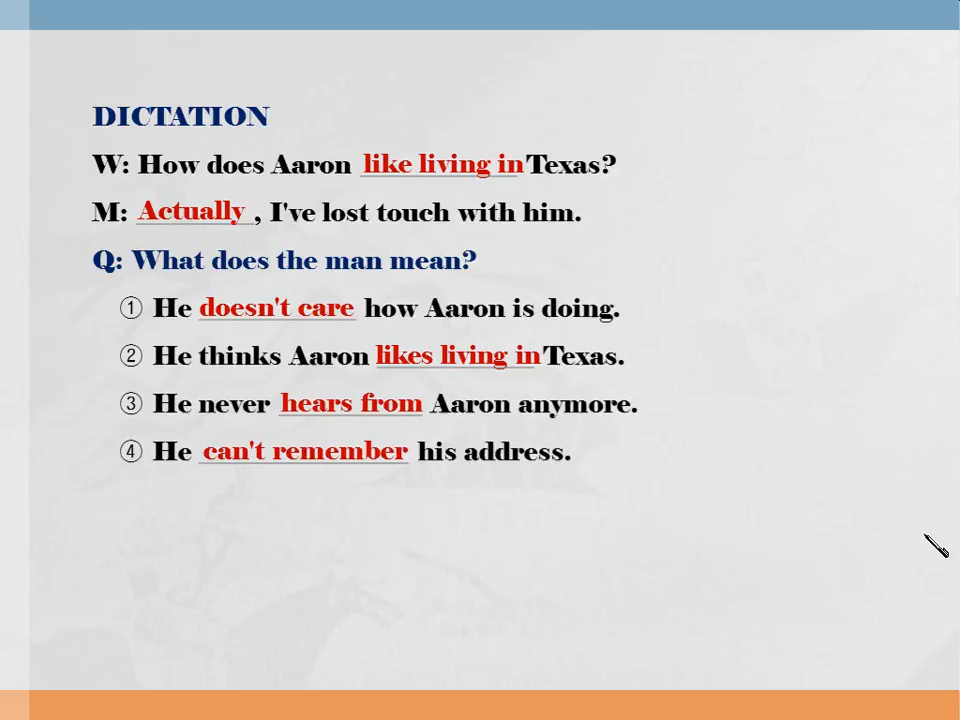 DICTATION
W: How does Aaron like living in Texas?
M: Actually, I've lost touch with him.
Q: What does the man mean?
① He doesn't care how Aaron is doing.
② He thinks Aaron likes living in Texas.
③ He never hears from Aaron anymore.
④ He can't remember his address.